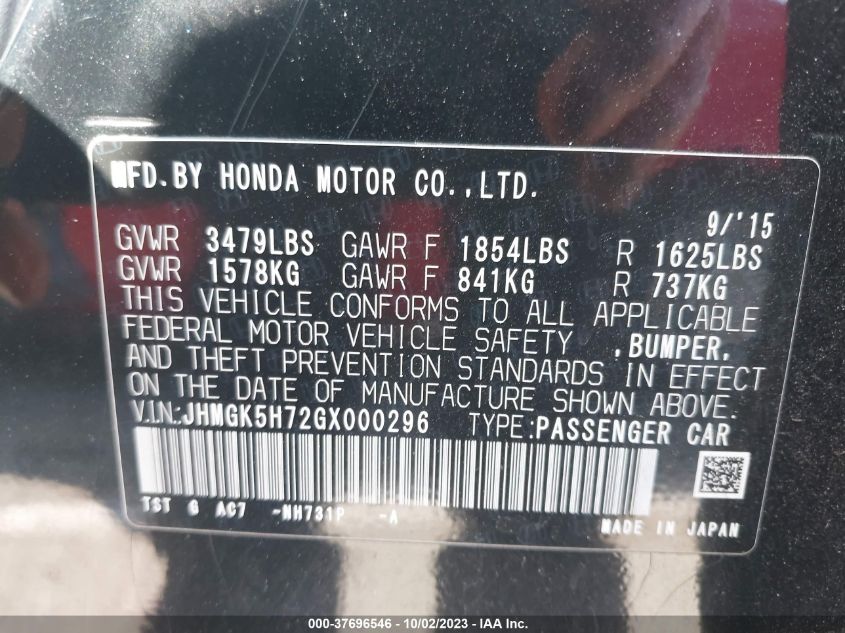 MFD.BY HONDA MOTOR CO.,LTD.
9/'15
GVWR 3479LBS GAWR F 1854LBS R 1625LBS
GVWR 1578KG GAWR F 841KG R 737KG
THIS VEHICLE CONFORMS TO ALL APPLICABLE
FEDERAL MOTOR VEHICLE SAFETY ,BUMPER,
AND THEFT PREVENTION STANDARDS IN EFFECT
ON THE DATE OF MANUFACTURE SHOWN ABOVE.
V.I.N.:JHMGK5H72GX000296 TYPE:PASSENGER CAR
TST G AC7 -NH731P -A
MADE IN JAPAN
000-37696546 - 10/02/2023 - IAA Inc.